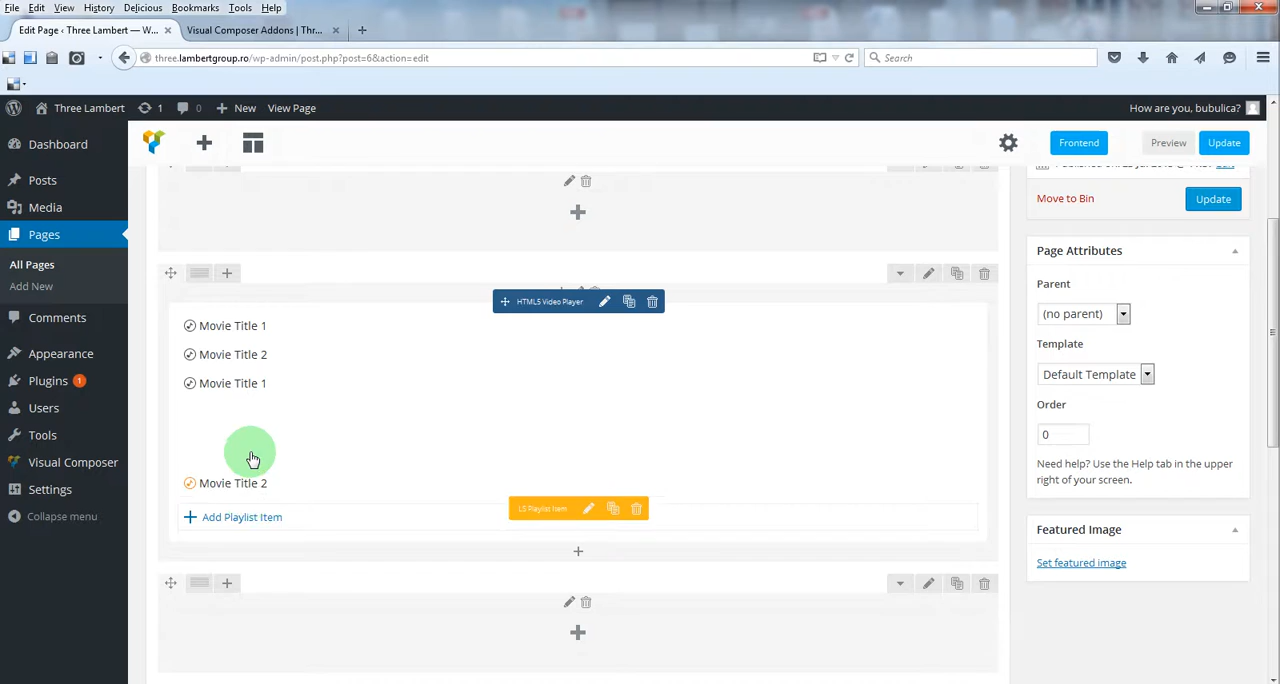 File Edit View History Delicious Bookmarks Tools Help
Edit Page ‹ Three Lambert — W...
Visual Composer Addons | Thr...
three.lambertgroup.ro/wp-admin/post.php?post=6&action=edit
Search
Three Lambert
1
0
New
View Page
How are you, bubulica?
Dashboard
Posts
Media
Pages
All Pages
Add New
Comments
Appearance
Plugins 1
Users
Tools
Visual Composer
Settings
Collapse menu
Frontend
Preview
Update
HTML5 Video Player
Movie Title 1
Movie Title 2
Movie Title 1
Movie Title 2
LS Playlist Item
Add Playlist Item
Move to Bin
Update
Page Attributes
Parent
(no parent)
Template
Default Template
Order
0
Need help? Use the Help tab in the upper
right of your screen.
Featured Image
Set featured image